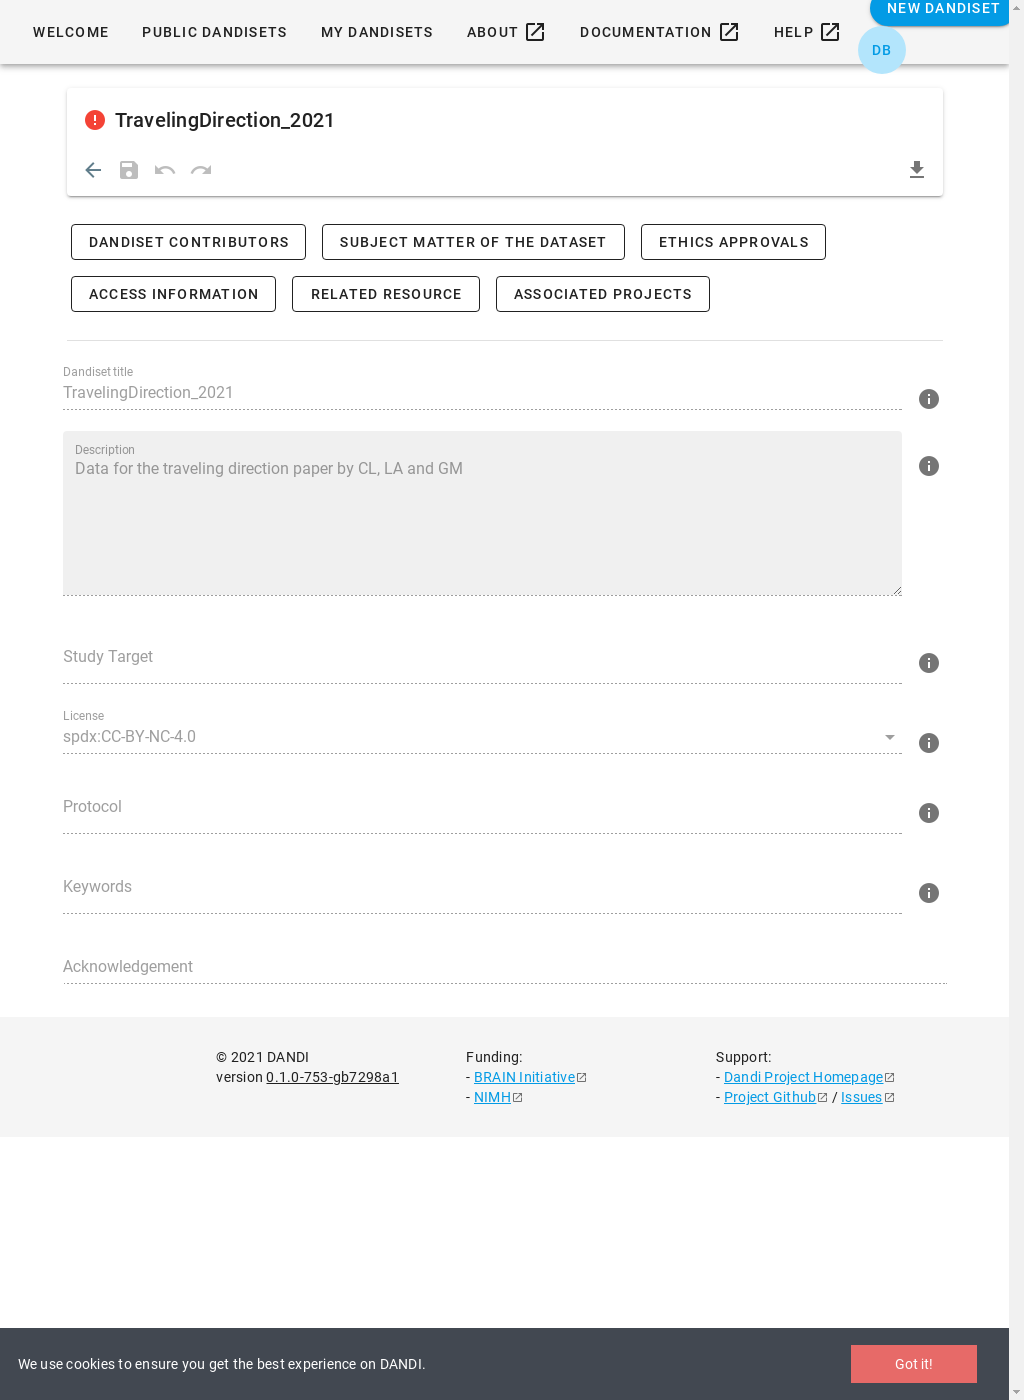 WELCOME PUBLIC DANDISETS MY DANDISETS ABOUT DOCUMENTATION HELP NEW DANDISET
DB
TravelingDirection_2021
DANDISET CONTRIBUTORS SUBJECT MATTER OF THE DATASET ETHICS APPROVALS
ACCESS INFORMATION RELATED RESOURCE ASSOCIATED PROJECTS
Dandiset title
TravelingDirection_2021
Description
Data for the traveling direction paper by CL, LA and GM
Study Target
License
spdx:CC-BY-NC-4.0
Protocol
Keywords
Acknowledgement
© 2021 DANDI
version 0.1.0-753-gb7298a1
Funding:
- BRAIN Initiative
- NIMH
Support:
- Dandi Project Homepage
- Project Github / Issues
We use cookies to ensure you get the best experience on DANDI. Got it!